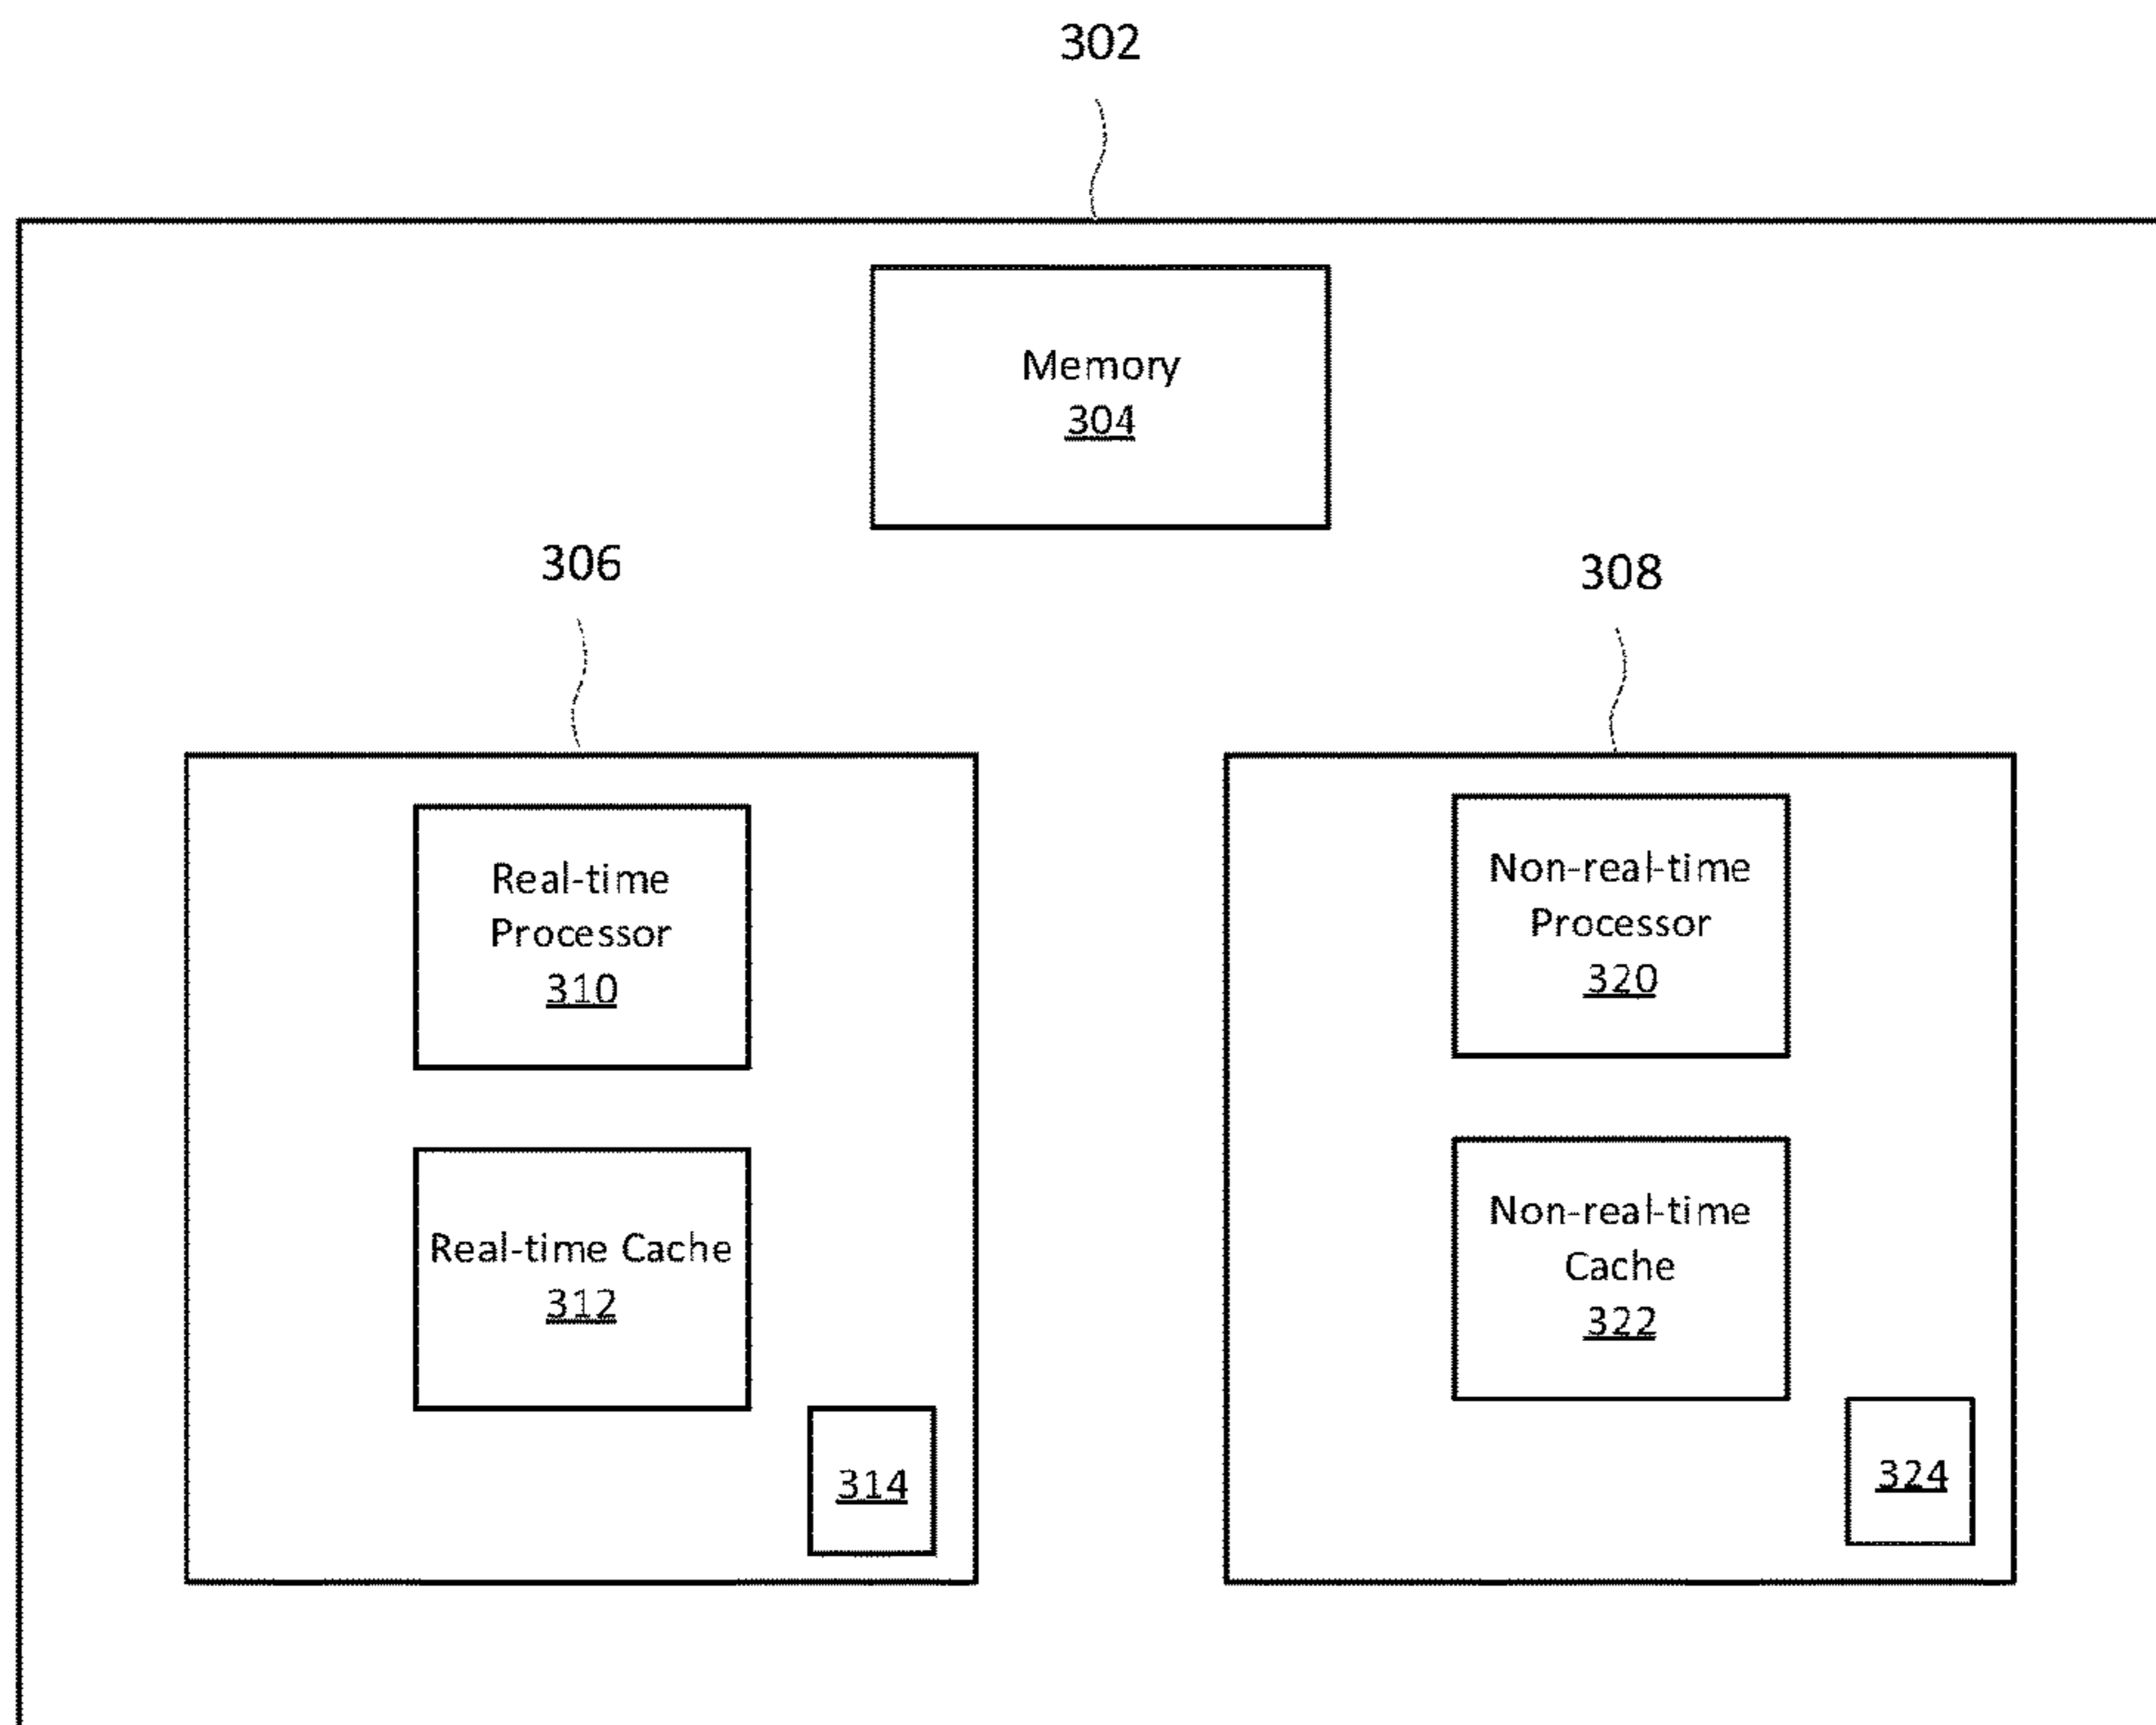 302
Memory
304
306
308
Real-time
Processor
310
Non-real-time
Processor
320
Real-time Cache
312
Non-real-time
Cache
322
314
324